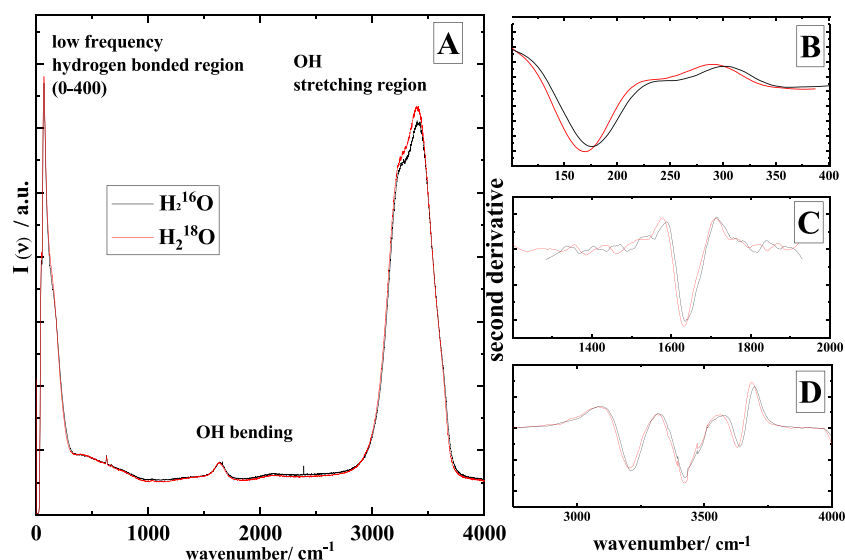 low frequency
hydrogen bonded region
(0-400)
OH
stretching region
A
H₂¹⁶O
H₂¹⁸O
OH bending
I (ν) / a.u.
0 1000 2000 3000 4000
wavenumber/ cm⁻¹
B
150 200 250 300 350 400
C
1400 1600 1800 2000
second derivative
D
3000 3500 4000
wavenumber/ cm⁻¹